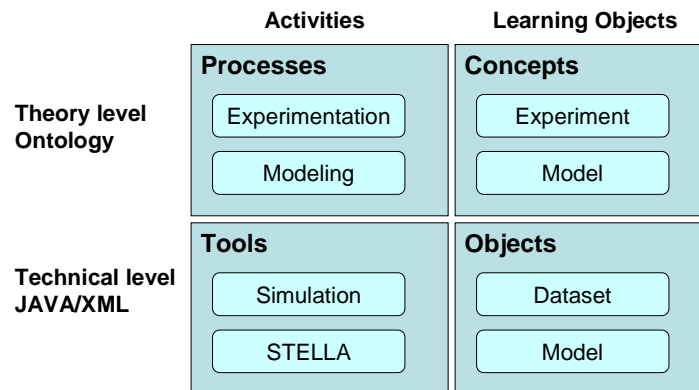 Activities
Learning Objects
Theory level
Ontology
Processes
Experimentation
Modeling
Concepts
Experiment
Model
Technical level
JAVA/XML
Tools
Simulation
STELLA
Objects
Dataset
Model